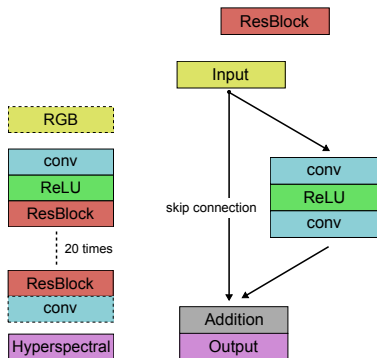 ResBlock
Input
RGB
conv
ReLU
ResBlock
20 times
ResBlock
conv
Hyperspectral
skip connection
conv
ReLU
conv
Addition
Output